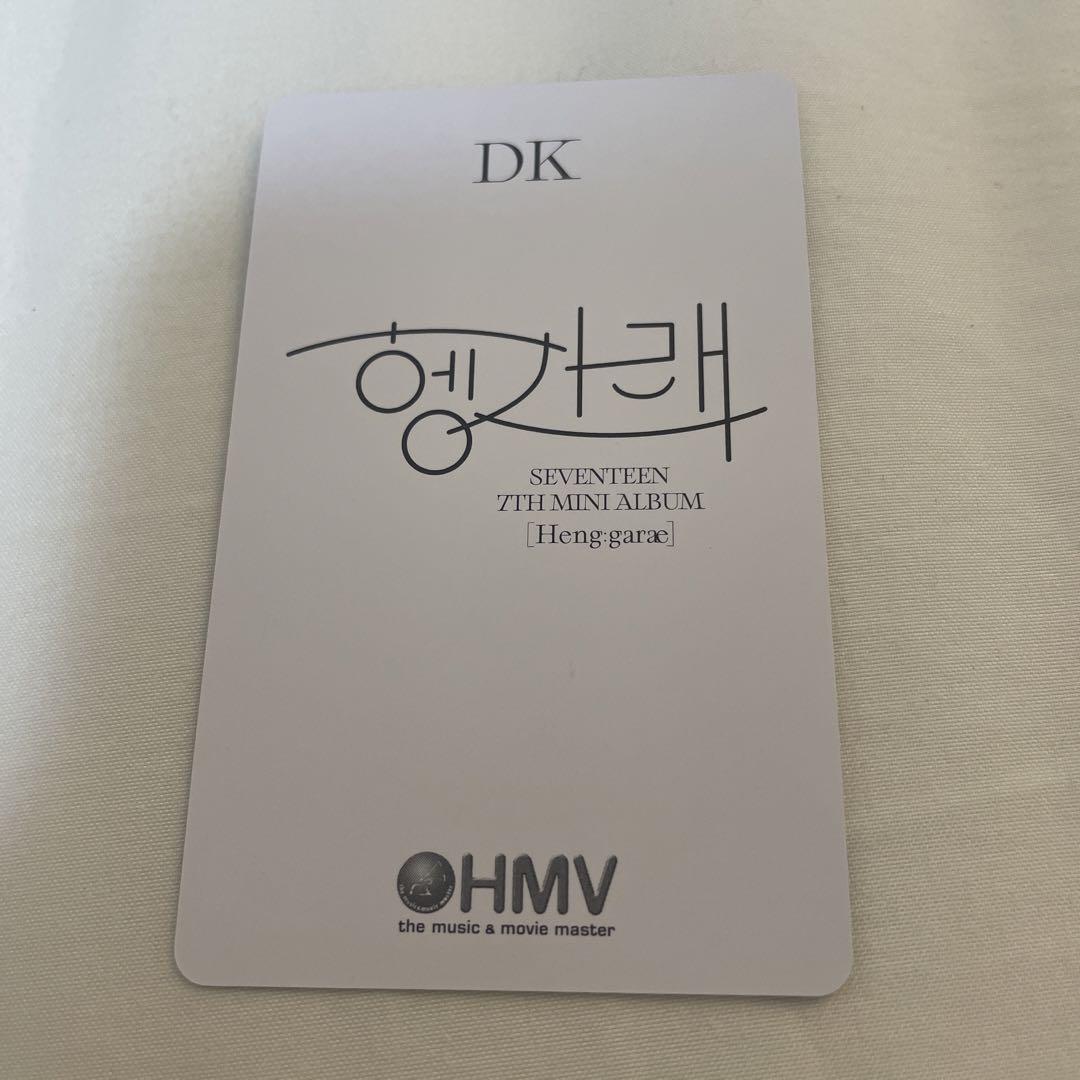 DK
헹가래
SEVENTEEN
7TH MINI ALBUM
[Heng:garæ]
HMV
the music & movie master